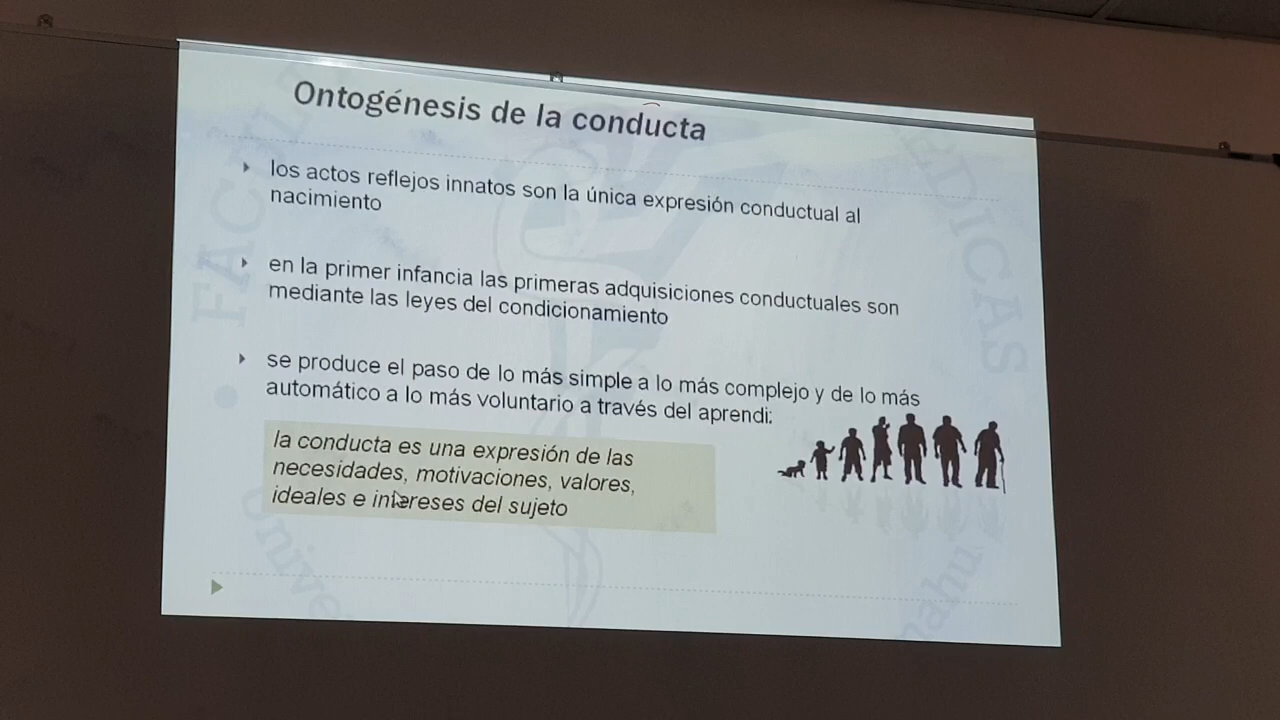 Ontogénesis de la conducta
los actos reflejos innatos son la única expresión conductual al
nacimiento
en la primer infancia las primeras adquisiciones conductuales son
mediante las leyes del condicionamiento
se produce el paso de lo más simple a lo más complejo y de lo más
automático a lo más voluntario a través del aprendi
la conducta es una expresión de las
necesidades, motivaciones, valores,
ideales e intereses del sujeto